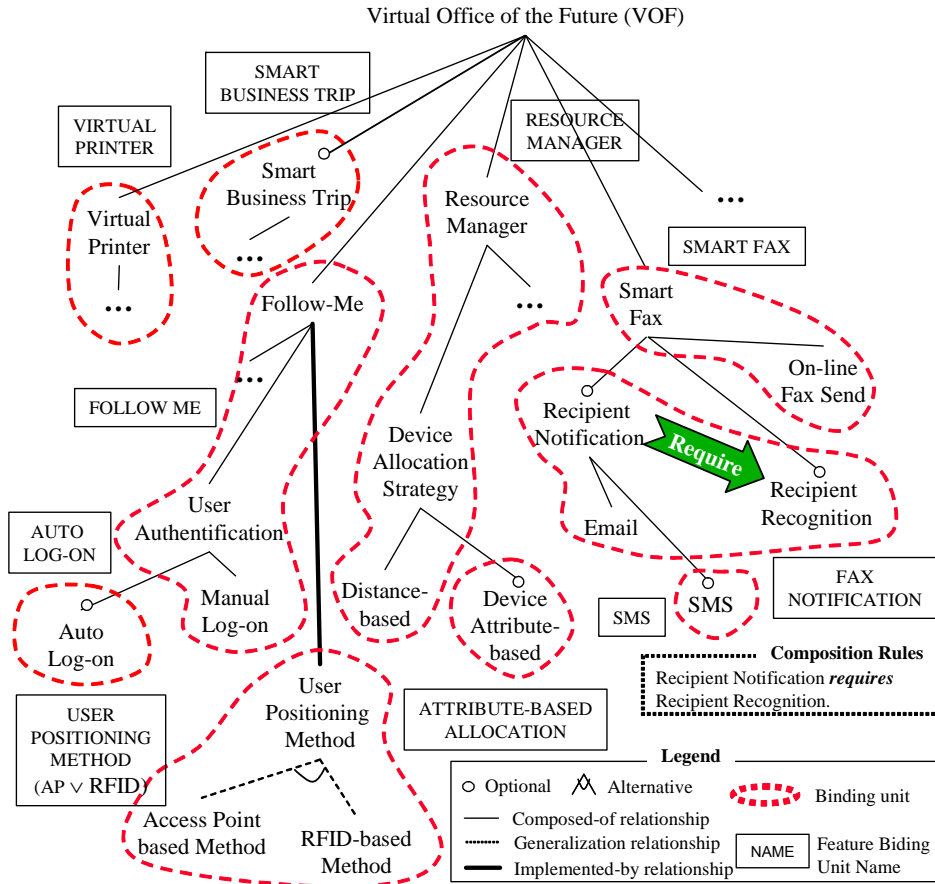 Virtual Office of the Future (VOF)
SMART
BUSINESS TRIP
VIRTUAL
PRINTER
RESOURCE
MANAGER
Smart
Business Trip
...
Virtual
Printer
...
Resource
Manager
...
...
SMART FAX
Follow-Me
...
FOLLOW ME
Smart
Fax
On-line
Fax Send
Recipient
Notification
Require
Recipient
Recognition
Device
Allocation
Strategy
User
Authentification
Email
AUTO
LOG-ON
Auto
Log-on
Manual
Log-on
Distance-
based
Device
Attribute-
based
SMS
SMS
FAX
NOTIFICATION
Composition Rules
Recipient Notification requires
Recipient Recognition.
USER
POSITIONING
METHOD
(AP ∨ RFID)
User
Positioning
Method
ATTRIBUTE-BASED
ALLOCATION
Access Point
based Method
RFID-based
Method
Legend
Optional
Alternative
Binding unit
Composed-of relationship
Generalization relationship
Implemented-by relationship
NAME
Feature Biding
Unit Name